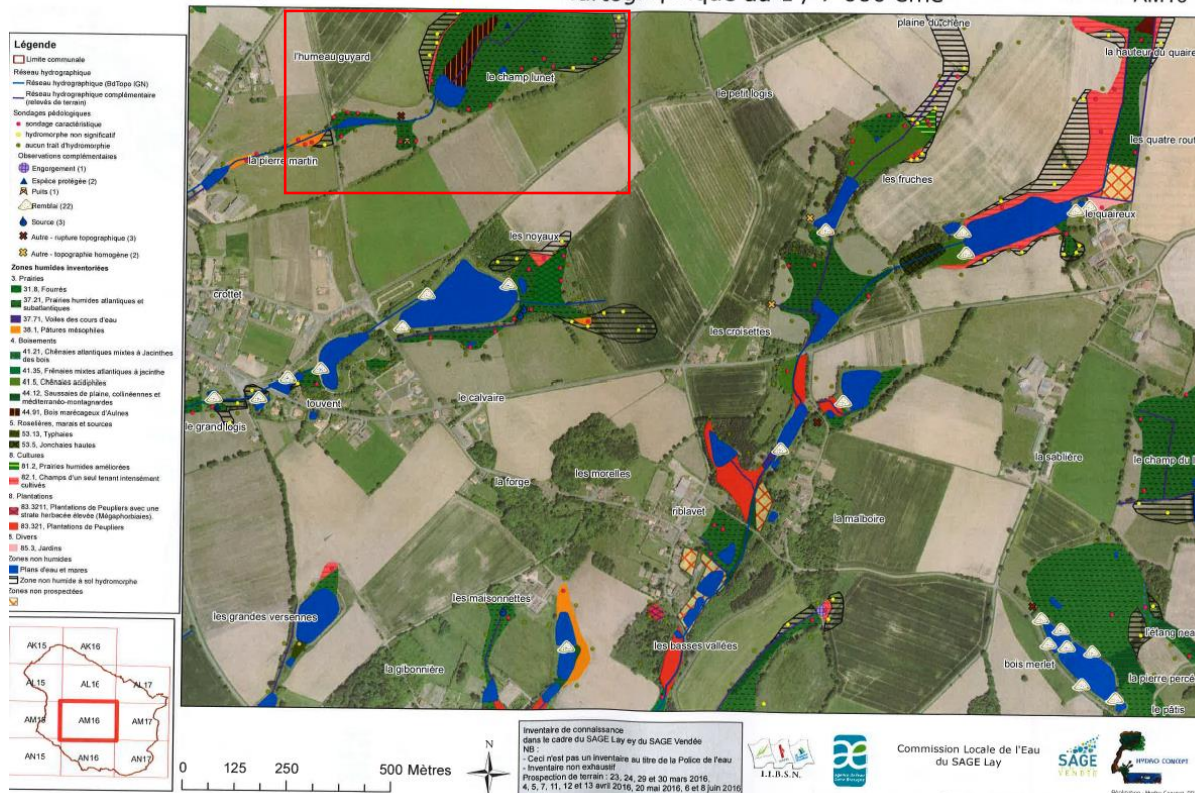 AM16
Légende
Limite communale
Réseau hydrographique
Réseau hydrographique (BdTopo IGN)
Réseau hydrographique complémentaire
(relevés de terrain)
Sondages pédologiques
sondage caractéristique
hydromorphe non significatif
aucun trait d'hydromorphie
Observations complémentaires
Engorgement (1)
Espèce protégée (2)
Puits (1)
Remblai (22)
Source (3)
Autre - rupture topographique (3)
Autre - topographie homogène (2)
Zones humides inventoriées
3. Prairies
31.8, Fourrés
37.21, Prairies humides atlantiques et
subatlantiques
37.71, Voiles des cours d'eau
38.1, Pâtures mésophiles
4. Boisements
41.21, Chênaies atlantiques mixtes à Jacinthes
des bois
41.35, Frênaies mixtes atlantiques à jacinthe
41.5, Chênaies acidiphiles
44.12, Saussaies de plaine, collinéennes et
méditerranéo-montagnardes
44.91, Bois marécageux d'Aulnes
5. Roselières, marais et sources
53.13, Typhaies
53.5, Jonchaies hautes
8. Cultures
81.2, Prairies humides améliorées
82.1, Champs d'un seul tenant intensément
cultivés
8. Plantations
83.3211, Plantations de Peupliers avec une
strate herbacée élevée (Mégaphorbiaies)
83.321, Plantations de Peupliers
8. Divers
85.3, Jardins
Zones non humides
Plans d'eau et mares
Zone non humide à sol hydromorphe
Zones non prospectées
l'humeau guyard
le champ lunet
la pierre martin
le petit logis
plaine du chêne
la hauteur du quaire
les quatre rout
les fruches
le quaireux
les noyaux
crottet
les croisettes
touvent
le calvaire
le grand logis
la forge
les morelles
la sablière
le champ du l
riblavet
la malboire
les grandes versennes
les maisonnettes
la gibonnière
les basses vallées
l'étang nea
bois merlet
la pierre percé
le pâtis
AK15
AK16
AL15
AL16
AL17
AM15
AM16
AM17
AN15
AN16
AN17
0 125 250 500 Mètres
N
Inventaire de connaissance
dans le cadre du SAGE Lay ey du SAGE Vendée
NB :
- Ceci n'est pas un inventaire au titre de la Police de l'eau
- Inventaire non exhaustif
Prospection de terrain : 23, 24, 29 et 30 mars 2016,
4, 5, 7, 11, 12 et 13 avril 2016, 20 mai 2016, 6 et 8 juin 2016
I.I.B.S.N.
Commission Locale de l'Eau
du SAGE Lay
SAGE
VENDÉE
HYDRO CONCEPT